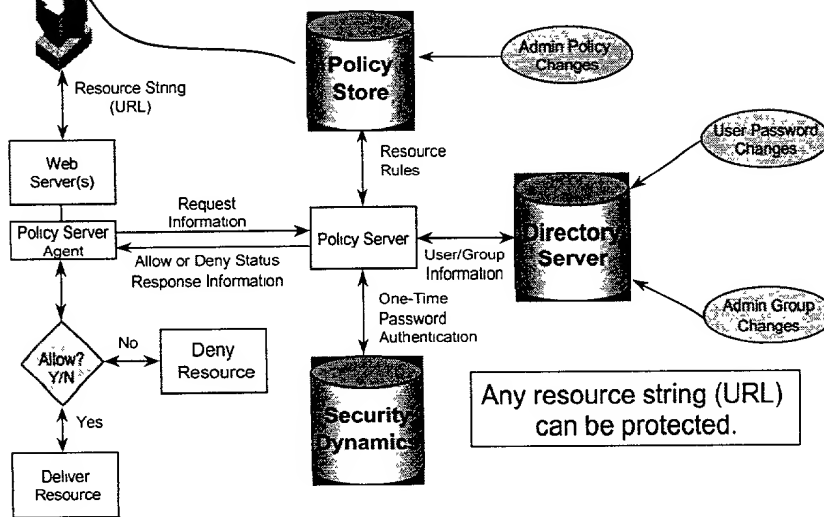 Policy
Store
Admin Policy
Changes
Resource String
(URL)
User Password
Changes
Web
Server(s)
Resource
Rules
Request
Information
Policy Server
Agent
Policy Server
Directory
Server
Allow or Deny Status
Response Information
User/Group
Information
One-Time
Password
Authentication
Admin Group
Changes
Allow?
Y/N
No
Deny
Resource
Yes
Security
Dynamics
Any resource string (URL)
can be protected.
Deliver
Resource